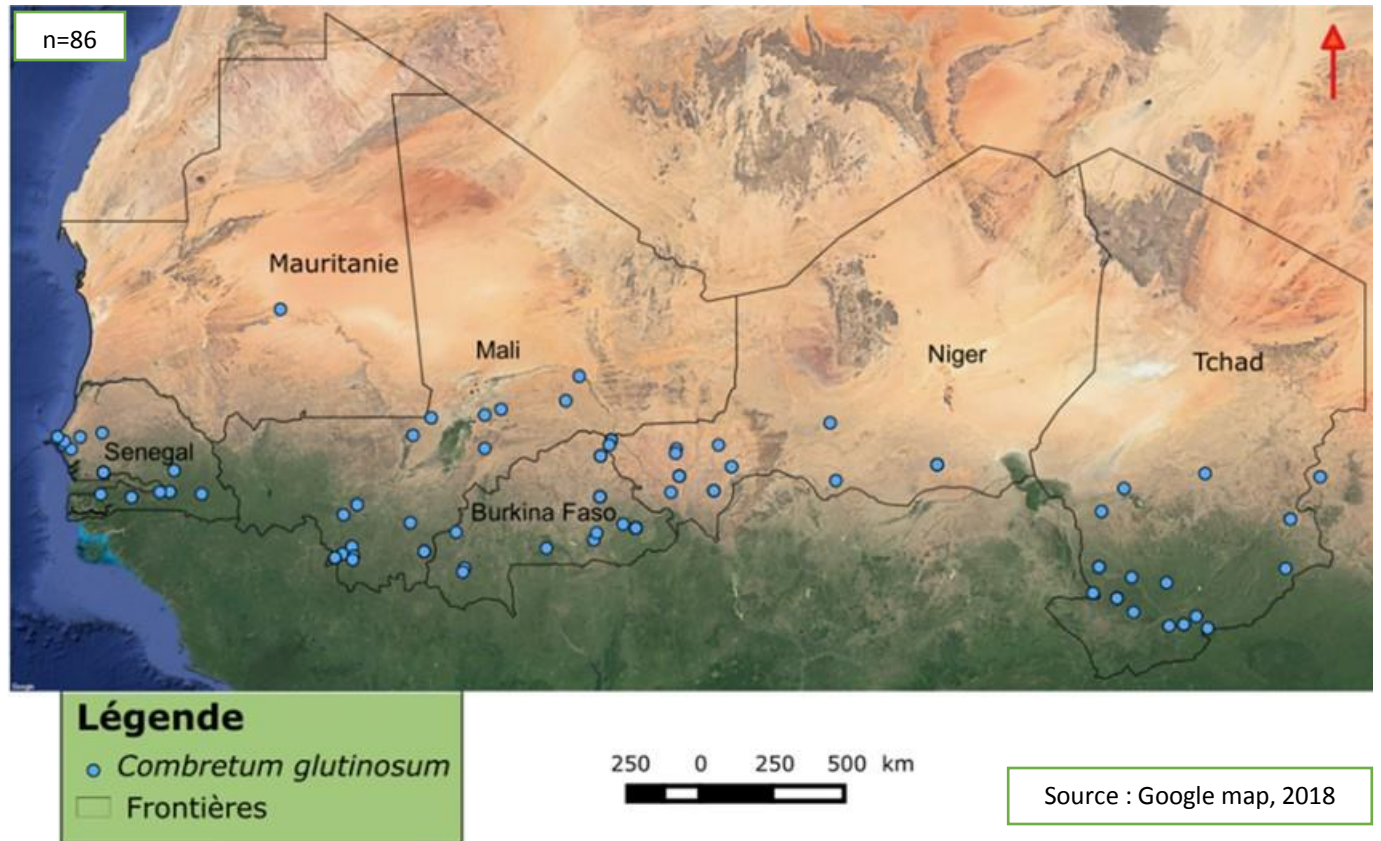 n=86
Mauritanie
Mali
Niger
Tchad
Senegal
Burkina Faso
Google
Légende
Combretum glutinosum
Frontières
250 0 250 500 km
Source : Google map, 2018